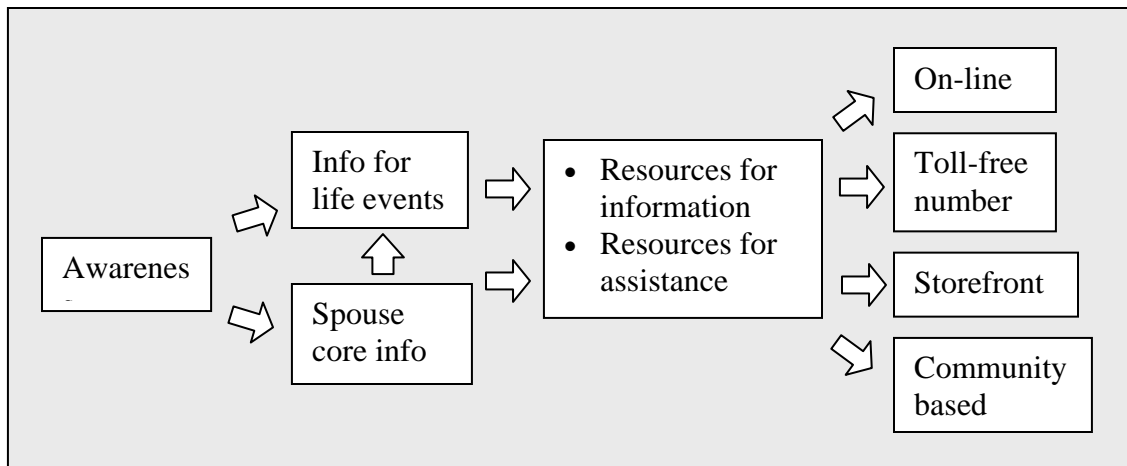 Awarenes
Info for
life events
Spouse
core info
• Resources for
information
• Resources for
assistance
On-line
Toll-free
number
Storefront
Community
based